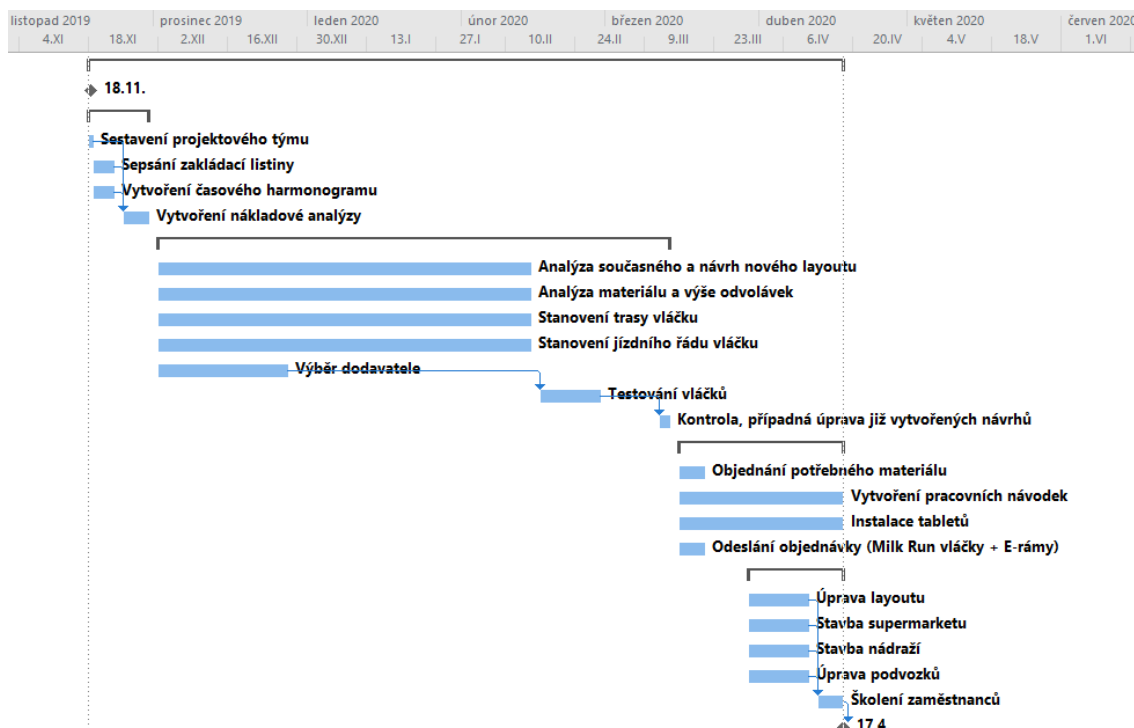 listopad 2019 prosinec 2019 leden 2020 únor 2020 březen 2020 duben 2020 květen 2020 červen 2020
4.XI 18.XI 2.XII 16.XII 30.XII 13.I 27.I 10.II 24.II 9.III 23.III 6.IV 20.IV 4.V 18.V 1.VI
18.11.
Sestavení projektového týmu
Sepsání zakládací listiny
Vytvoření časového harmonogramu
Vytvoření nákladové analýzy
Analýza současného a návrh nového layoutu
Analýza materiálu a výše odvolávek
Stanovení trasy vláčku
Stanovení jízdního řádu vláčku
Výběr dodavatele
Testování vláčků
Kontrola, případná úprava již vytvořených návrhů
Objednání potřebného materiálu
Vytvoření pracovních návodek
Instalace tabletů
Odeslání objednávky (Milk Run vláčky + E-rámy)
Úprava layoutu
Stavba supermarketu
Stavba nádraží
Úprava podvozků
Školení zaměstnanců
17.4.